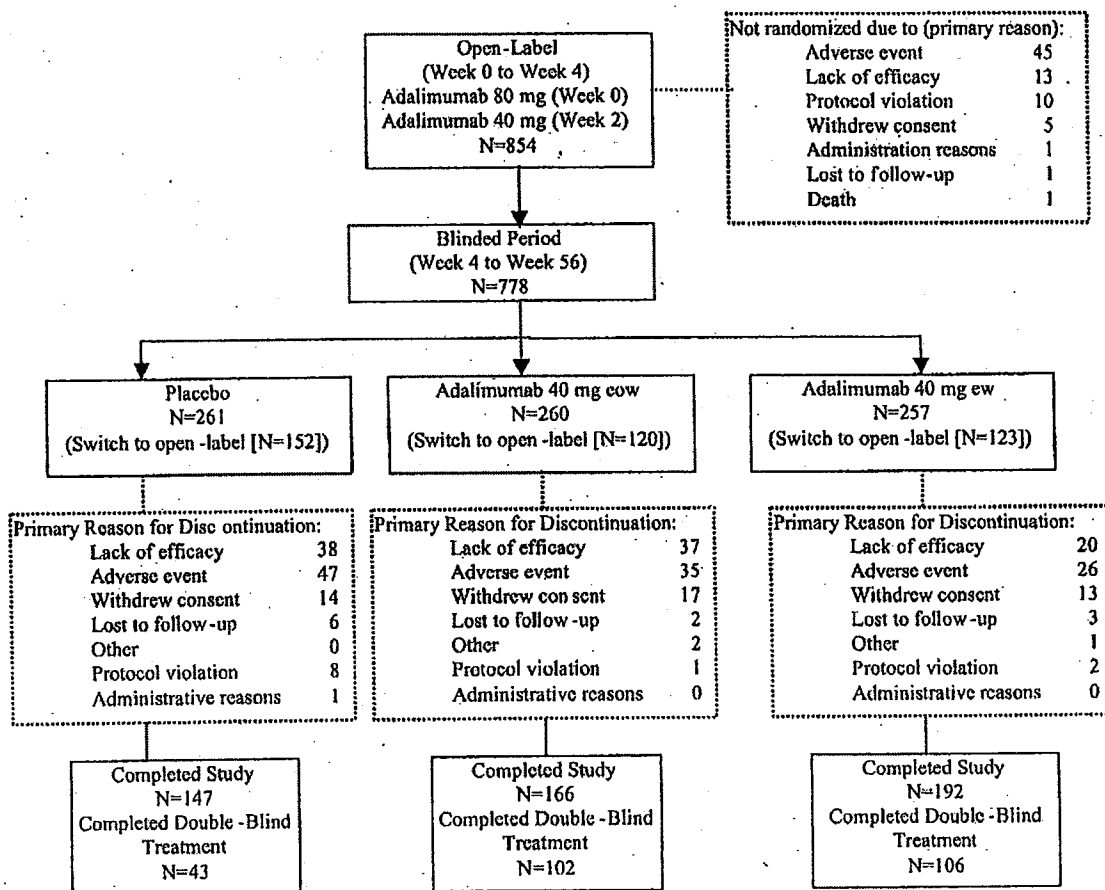 Open-Label
(Week 0 to Week 4)
Adalimumab 80 mg (Week 0)
Adalimumab 40 mg (Week 2)
N=854
Not randomized due to (primary reason):
Adverse event 45
Lack of efficacy 13
Protocol violation 10
Withdrew consent 5
Administration reasons 1
Lost to follow-up 1
Death 1
Blinded Period
(Week 4 to Week 56)
N=778
Placebo
N=261
(Switch to open -label [N=152])
Adalimumab 40 mg eow
N=260
(Switch to open -label [N=120])
Adalimumab 40 mg ew
N=257
(Switch to open -label [N=123])
Primary Reason for Disc ontinuation:
Lack of efficacy 38
Adverse event 47
Withdrew consent 14
Lost to follow -up 6
Other 0
Protocol violation 8
Administrative reasons 1
Primary Reason for Discontinuation:
Lack of efficacy 37
Adverse event 35
Withdrew con sent 17
Lost to follow -up 2
Other 2
Protocol violation 1
Administrative reasons 0
Primary Reason for Discontinuation:
Lack of efficacy 20
Adverse event 26
Withdrew consent 13
Lost to follow -up 3
Other 1
Protocol violation 2
Administrative reasons 0
Completed Study
N=147
Completed Double -Blind
Treatment
N=43
Completed Study
N=166
Completed Double -Blind
Treatment
N=102
Completed Study
N=192
Completed Double -Blind
Treatment
N=106